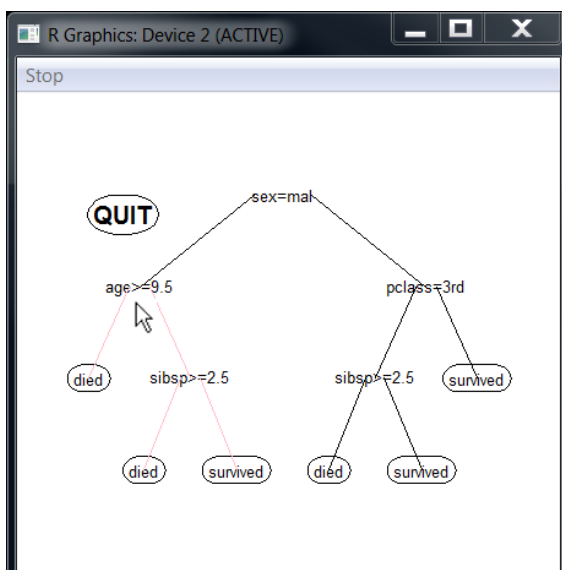 R Graphics: Device 2 (ACTIVE)
Stop
QUIT
sex=mal
age>=9.5
pclass=3rd
died
sibsp>=2.5
sibsp>=2.5
survived
died
survived
died
survived